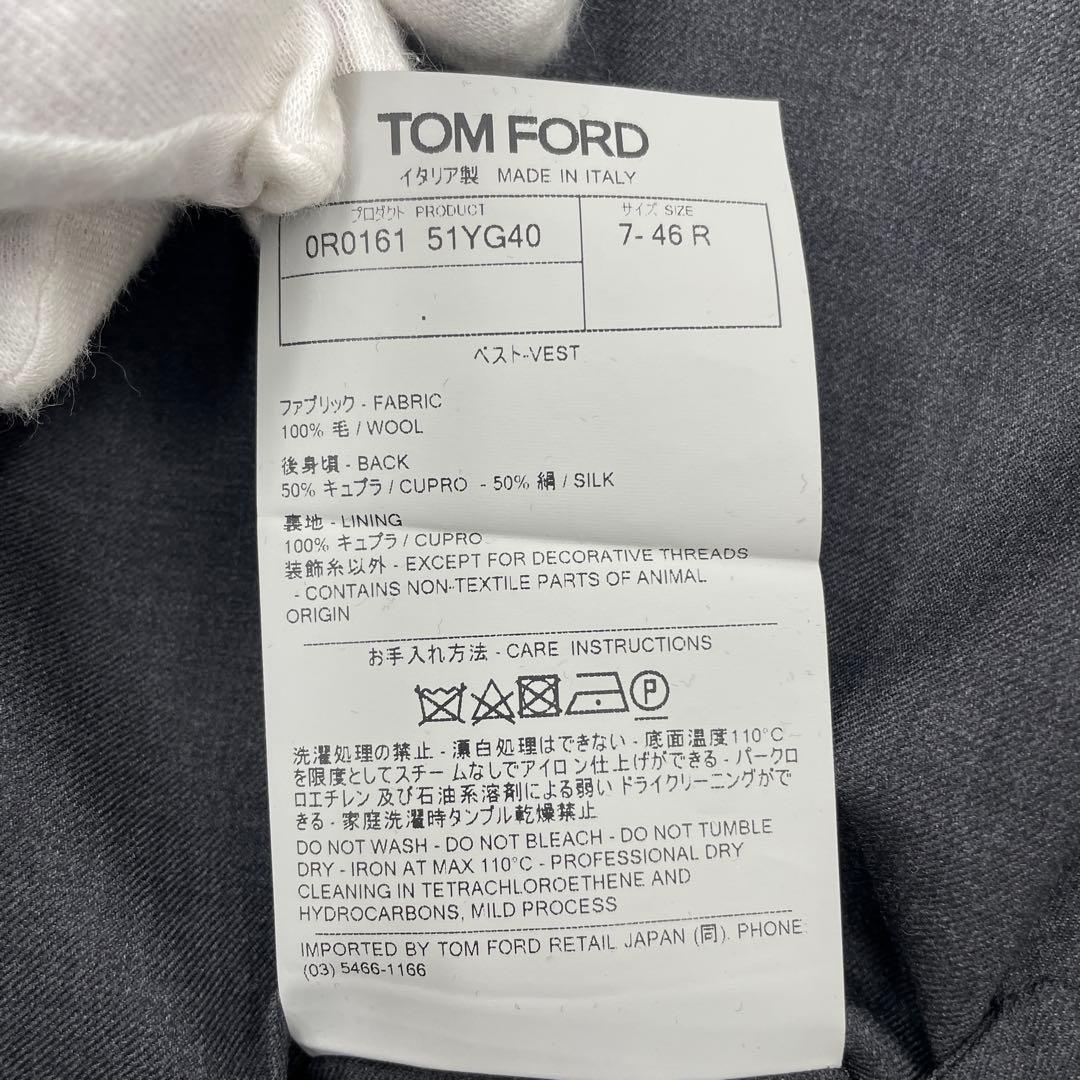 TOM FORD
イタリア製 MADE IN ITALY
プロダクト PRODUCT
サイズ SIZE
0R0161 51YG40
7- 46 R
ベスト-VEST
ファブリック - FABRIC
100% 毛 / WOOL
後身頃 - BACK
50% キュプラ / CUPRO - 50% 絹 / SILK
裏地 - LINING
100% キュプラ / CUPRO
装飾糸以外 - EXCEPT FOR DECORATIVE THREADS
- CONTAINS NON-TEXTILE PARTS OF ANIMAL
ORIGIN
お手入れ方法 - CARE INSTRUCTIONS
P
洗濯処理の禁止 - 漂白処理はできない - 底面温度110°C
を限度としてスチームなしでアイロン仕上げができる - パークロ
ロエチレン 及び石油系溶剤による弱い ドライクリーニングがで
きる - 家庭洗濯時タンブル乾燥禁止
DO NOT WASH - DO NOT BLEACH - DO NOT TUMBLE
DRY - IRON AT MAX 110°C - PROFESSIONAL DRY
CLEANING IN TETRACHLOROETHENE AND
HYDROCARBONS, MILD PROCESS
IMPORTED BY TOM FORD RETAIL JAPAN (同). PHONE:
(03) 5466-1166